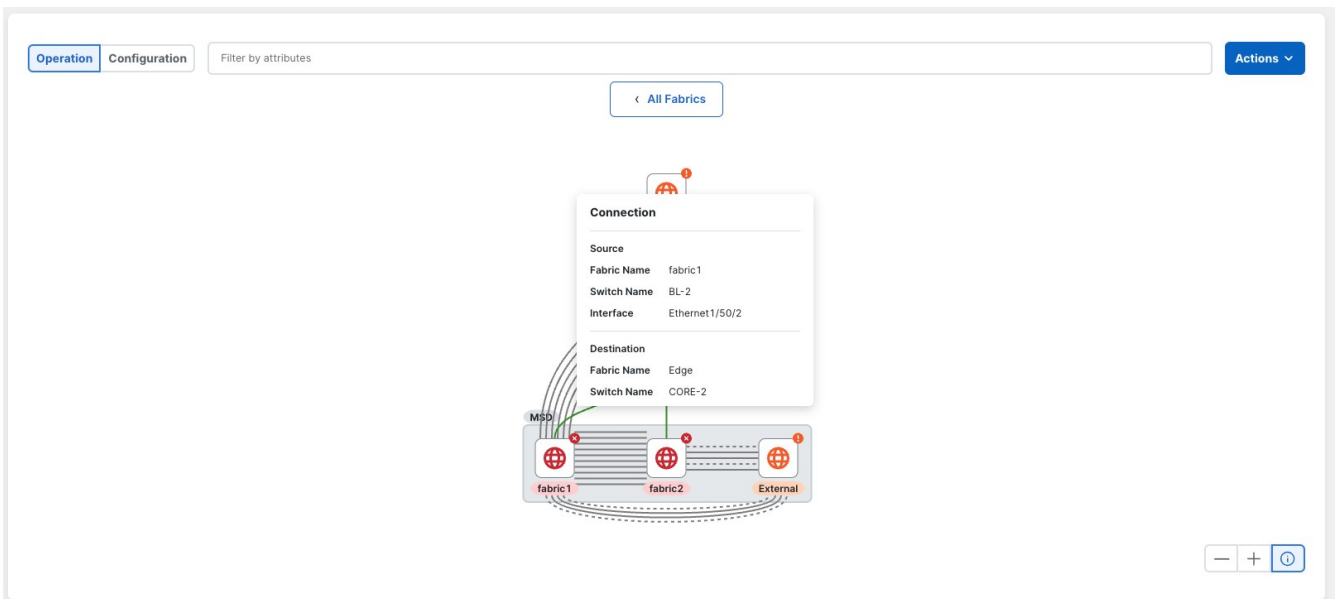 Operation Configuration Filter by attributes Actions
All Fabrics
Connection
Source
Fabric Name fabric1
Switch Name BL-2
Interface Ethernet1/50/2
Destination
Fabric Name Edge
Switch Name CORE-2
MSD
fabric1 fabric2 External